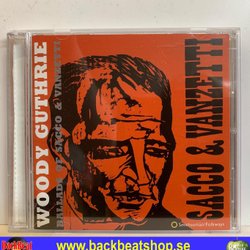 WOODY GUTHRIE
BALLADS OF SACCO & VANZETTI
SACCO & VANZETTI
Smithsonian Folkways
www.backbeatshop.se